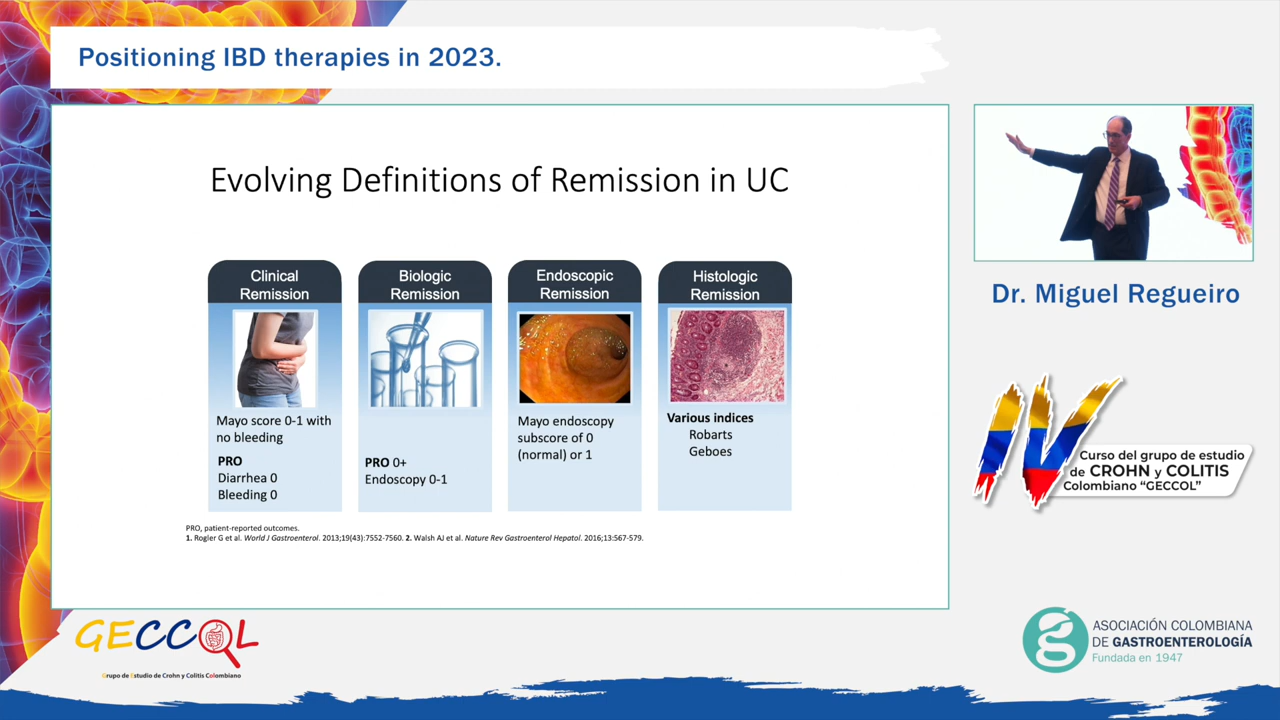 Positioning IBD therapies in 2023.
Evolving Definitions of Remission in UC
Clinical
Remission
Mayo score 0-1 with
no bleeding
PRO
Diarrhea 0
Bleeding 0
Biologic
Remission
PRO 0+
Endoscopy 0-1
Endoscopic
Remission
Mayo endoscopy
subscore of 0
(normal) or 1
Histologic
Remission
Various indices
Robarts
Geboes
PRO, patient-reported outcomes.
1. Rogler G et al. World J Gastroenterol. 2013;19(43):7552-7560. 2. Walsh AJ et al. Nature Rev Gastroenterol Hepatol. 2016;13:567-579.
Dr. Miguel Regueiro
IV
Curso del grupo de estudio
de CROHN y COLITIS
Colombiano “GECCOL”
GECCOL
Grupo de Estudio de Crohn y Colitis Colombiano
ASOCIACIÓN COLOMBIANA
DE GASTROENTEROLOGÍA
Fundada en 1947